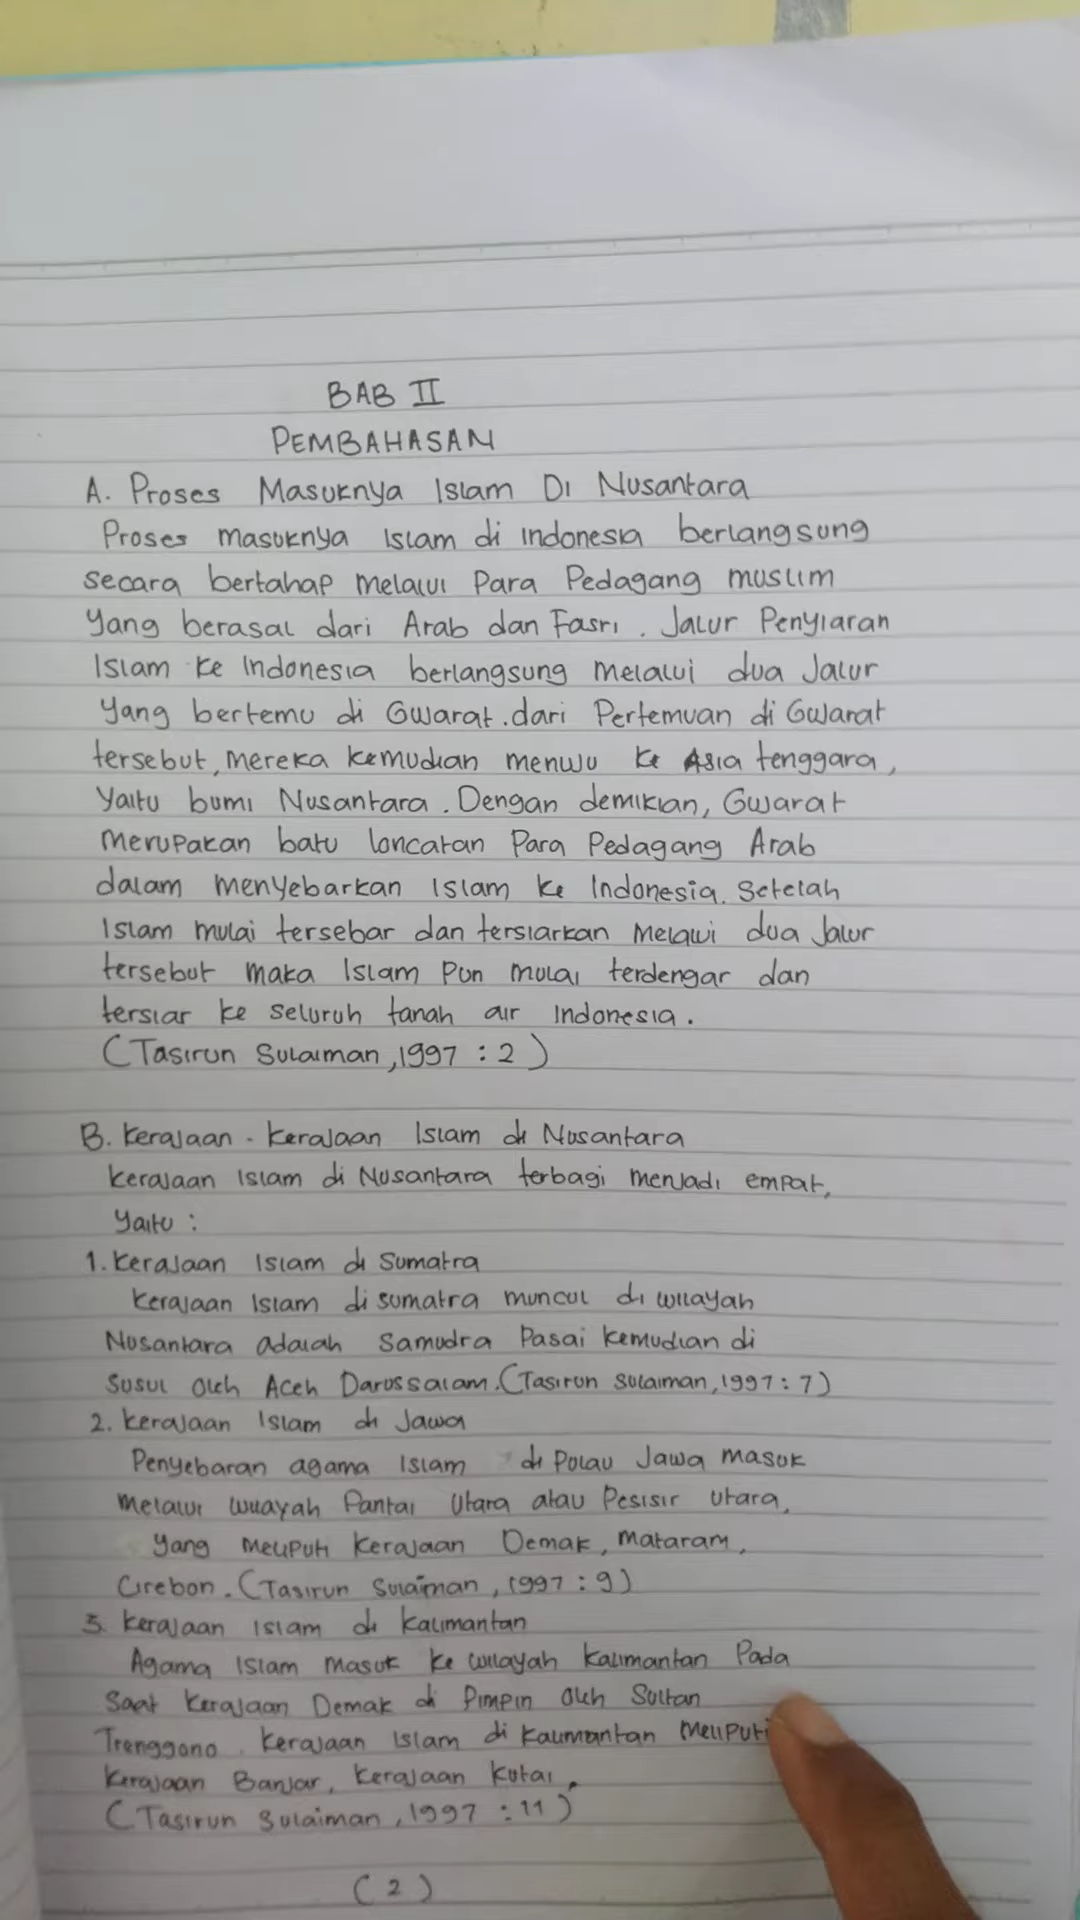 BAB II
PEMBAHASAN
A. Proses Masuknya Islam Di Nusantara
Proses masuknya islam di indonesia berlangsung
secara bertahap melalui Para Pedagang muslim
yang berasal dari Arab dan Fasri. Jalur Penyiaran
Islam ke Indonesia berlangsung melalui dua Jalur
yang bertemu di Gujarat. dari Pertemuan di Gujarat
tersebut, mereka kemudian menuju ke Asia tenggara,
yaitu bumi Nusantara. Dengan demikian, Gujarat
merupakan batu loncatan Para Pedagang Arab
dalam menyebarkan Islam ke Indonesia. Setelah
Islam mulai tersebar dan tersiarkan melalui dua Jalur
tersebut maka Islam Pun mulai terdengar dan
tersiar ke seluruh tanah air Indonesia.
(Tasirun Sulaiman, 1997 : 2)
B. Kerajaan - Kerajaan Islam di Nusantara
Kerajaan Islam di Nusantara terbagi menjadi empat,
yaitu :
1. Kerajaan Islam di Sumatra
Kerajaan Islam di sumatra muncul di wilayah
Nusantara adalah Samudra Pasai kemudian di
susul oleh Aceh Darussalam. (Tasirun Sulaiman, 1997 : 7)
2. Kerajaan Islam di Jawa
Penyebaran agama Islam di Pulau Jawa masuk
melalui wilayah Pantai Utara atau Pesisir utara,
yang meliputi Kerajaan Demak, Mataram,
Cirebon. (Tasirun Sulaiman, 1997 : 9)
3. Kerajaan Islam di Kalimantan
Agama Islam masuk ke wilayah Kalimantan Pada
Saat Kerajaan Demak di Pimpin oleh Sultan
Trenggono. Kerajaan Islam di Kalimantan meliputi
Kerajaan Banjar, Kerajaan Kutai,
(Tasirun Sulaiman, 1997 : 11)
(2)